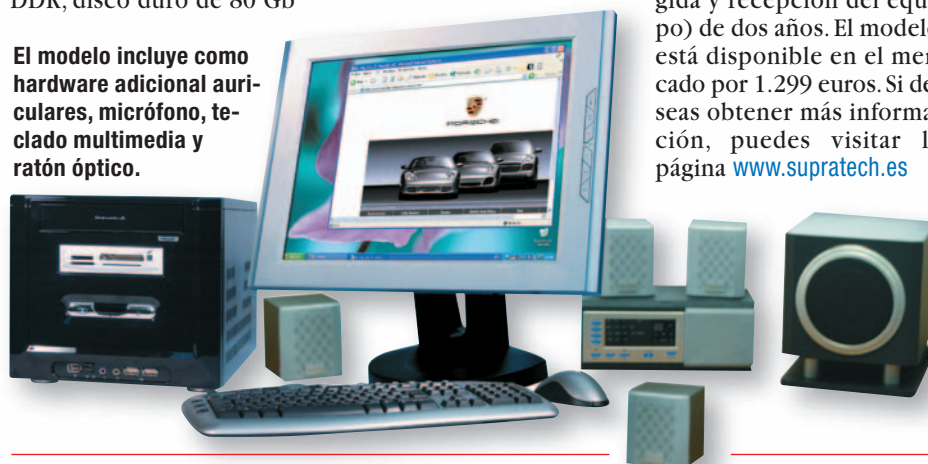 DDR, disco duro de 80 Gb
El modelo incluye como
hardware adicional auri-
culares, micrófono, te-
clado multimedia y
ratón óptico.
gida y recepción del equi
po) de dos años. El modelo
está disponible en el mer
cado por 1.299 euros. Si de
seas obtener más informa
ción, puedes visitar l
página www.supratech.es
PORSCHE